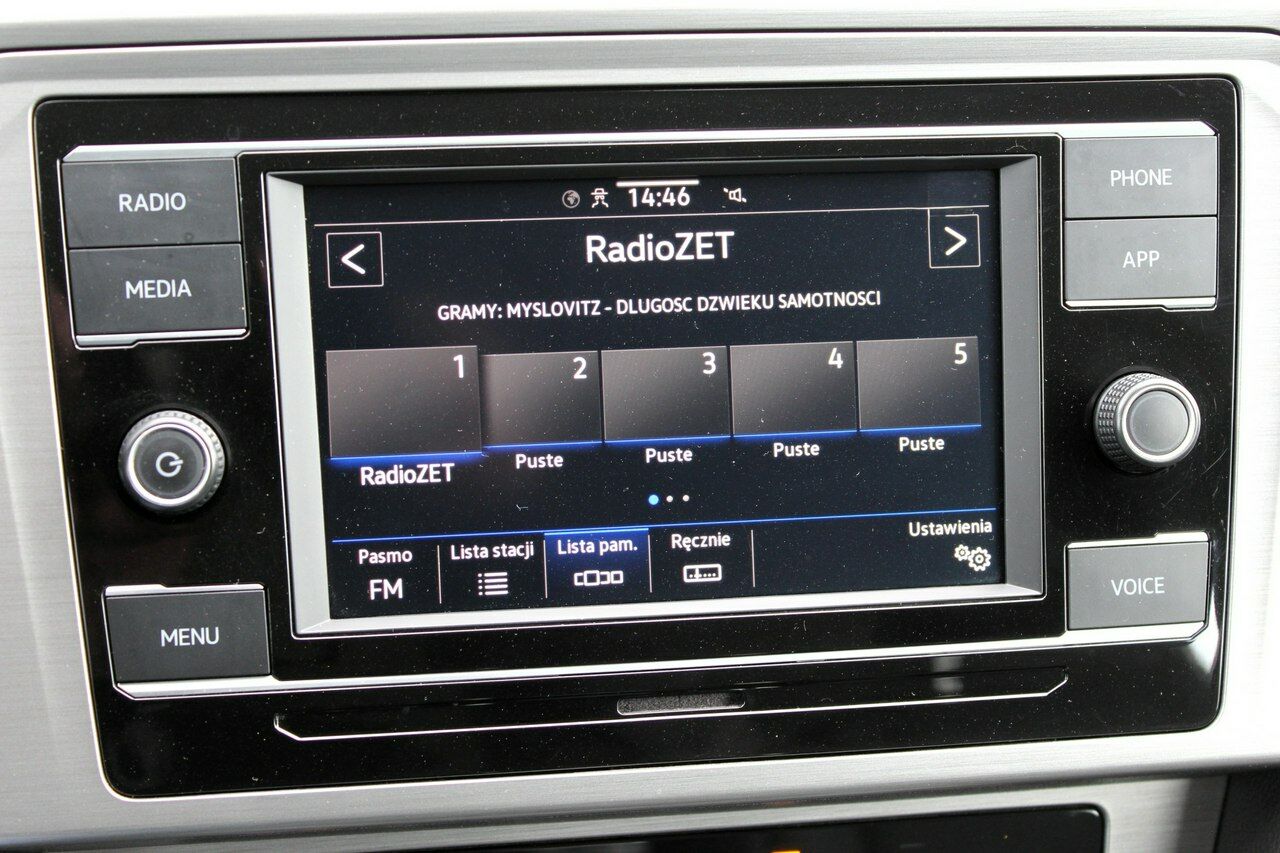 RADIO
MEDIA
MENU
14:46
<
RadioZET
>
GRAMY: MYSLOVITZ - DLUGOSC DZWIEKU SAMOTNOSCI
1 2 3 4 5
RadioZET Puste Puste Puste Puste
Pasmo Lista stacji Lista pam. Ręcznie Ustawienia
FM
PHONE
APP
VOICE